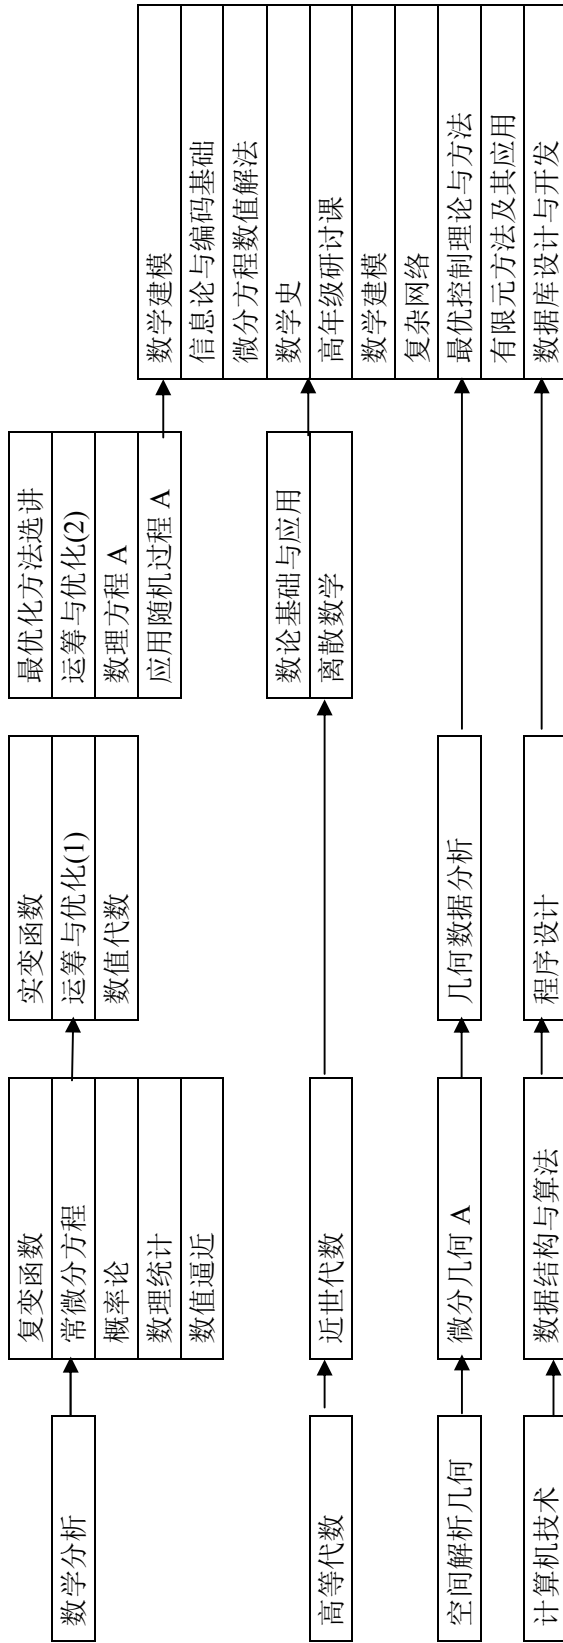 数学分析
复变函数
常微分方程
概率论
数理统计
数值逼近
实变函数
运筹与优化(1)
数值代数
最优化方法选讲
运筹与优化(2)
数理方程 A
应用随机过程 A
高等代数
近世代数
数论基础与应用
离散数学
空间解析几何
微分几何 A
几何数据分析
计算机技术
数据结构与算法
程序设计
数学建模
信息论与编码基础
微分方程数值解法
数学史
高年级研讨课
数学建模
复杂网络
最优控制理论与方法
有限元方法及其应用
数据库设计与开发